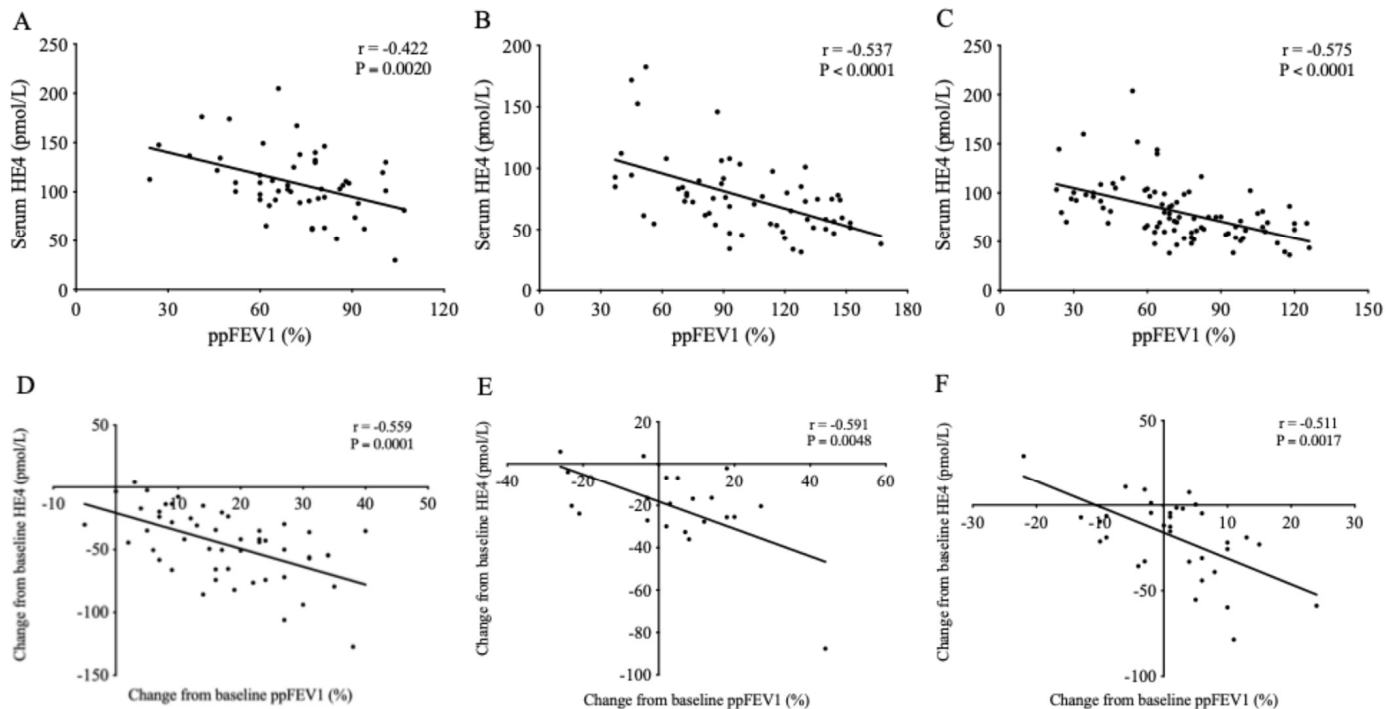 A
r = -0.422
P = 0.0020
Serum HE4 (pmol/L)
250
200
150
100
50
0
0 30 60 90 120
ppFEV1 (%)
B
r = -0.537
P < 0.0001
Serum HE4 (pmol/L)
200
150
100
50
0
0 30 60 90 120 150 180
ppFEV1 (%)
C
r = -0.575
P < 0.0001
Serum HE4 (pmol/L)
250
200
150
100
50
0
0 30 60 90 120 150
ppFEV1 (%)
D
r = -0.559
P = 0.0001
Change from baseline HE4 (pmol/L)
50
-10 10 20 30 40 50
-50
-100
-150
Change from baseline ppFEV1 (%)
E
r = -0.591
P = 0.0048
Change from baseline HE4 (pmol/L)
20
-40 -20 20 40 60
-20
-40
-60
-80
-100
Change from baseline ppFEV1 (%)
F
r = -0.511
P = 0.0017
Change from baseline HE4 (pmol/L)
50
-30 -20 -10 10 20 30
-50
-100
Change from baseline ppFEV1 (%)